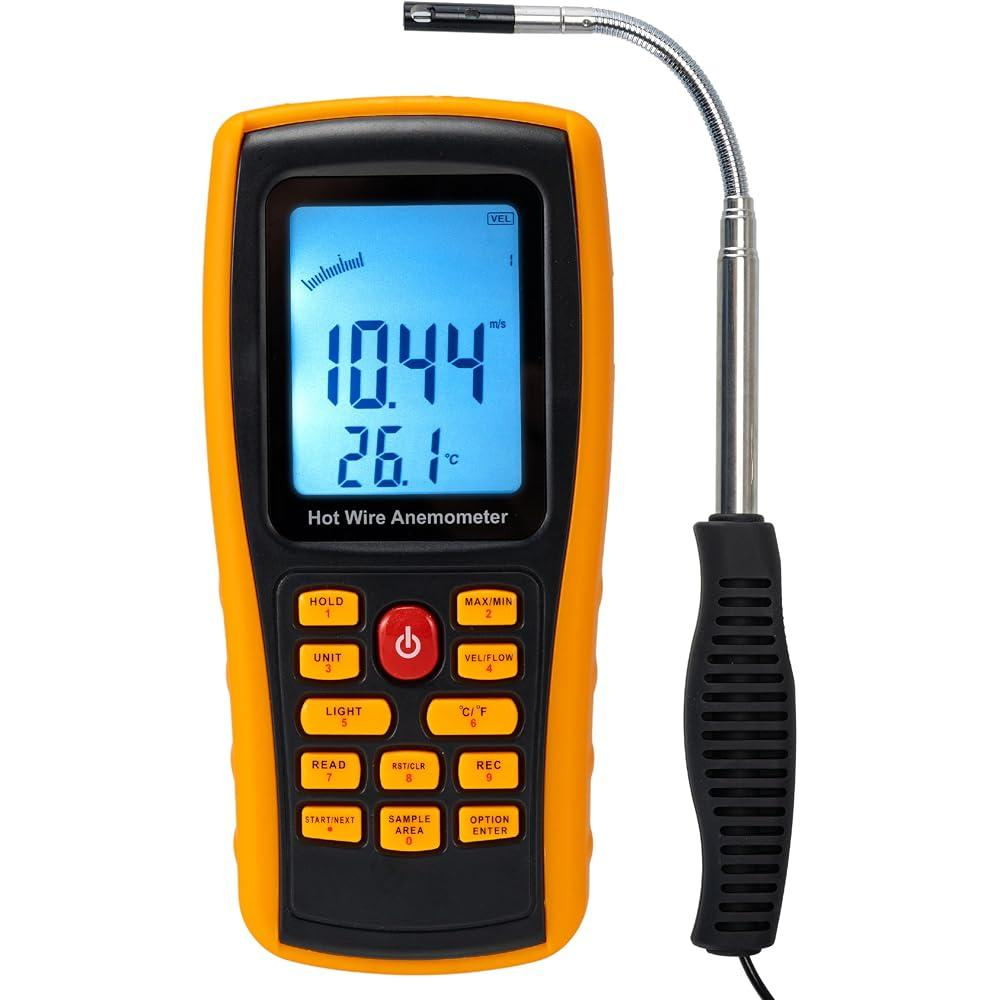 VEL
1
10.44 m/s
26.1 °C
Hot Wire Anemometer
HOLD
1
MAX/MIN
2
UNIT
3
VEL/FLOW
4
LIGHT
5
°C/°F
6
READ
7
RST/CLR
8
REC
9
START/NEXT
•
SAMPLE
AREA
0
OPTION
ENTER